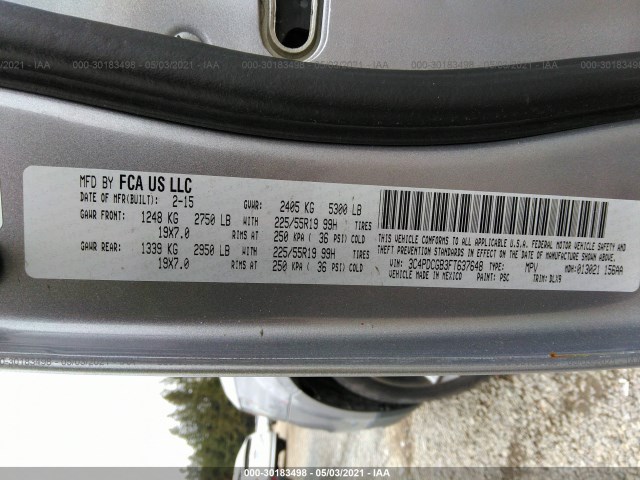 000-30183498 - 05/03/2021 - IAA
MFD BY FCA US LLC
DATE OF MFR(BUILT): 2-15
GVWR: 2405 KG 5300 LB
GAWR FRONT: 1248 KG 2750 LB WITH 225/55R19 99H TIRES
19X7.0 RIMS AT 250 KPA ( 36 PSI) COLD
GAWR REAR: 1339 KG 2950 LB WITH 225/55R19 99H TIRES
19X7.0 RIMS AT 250 KPA ( 36 PSI) COLD
THIS VEHICLE CONFORMS TO ALL APPLICABLE U.S.A. FEDERAL MOTOR VEHICLE SAFETY AND
THEFT PREVENTION STANDARDS IN EFFECT ON THE DATE OF MANUFACTURE SHOWN ABOVE.
VIN: 3C4PDCGB3FT637648 TYPE: MPV MDH: 013021 156AA
VEHICLE MADE IN MEXICO PAINT: PSC TRIM: DLX9
000-30183498 - 05/03/2021 - IAA